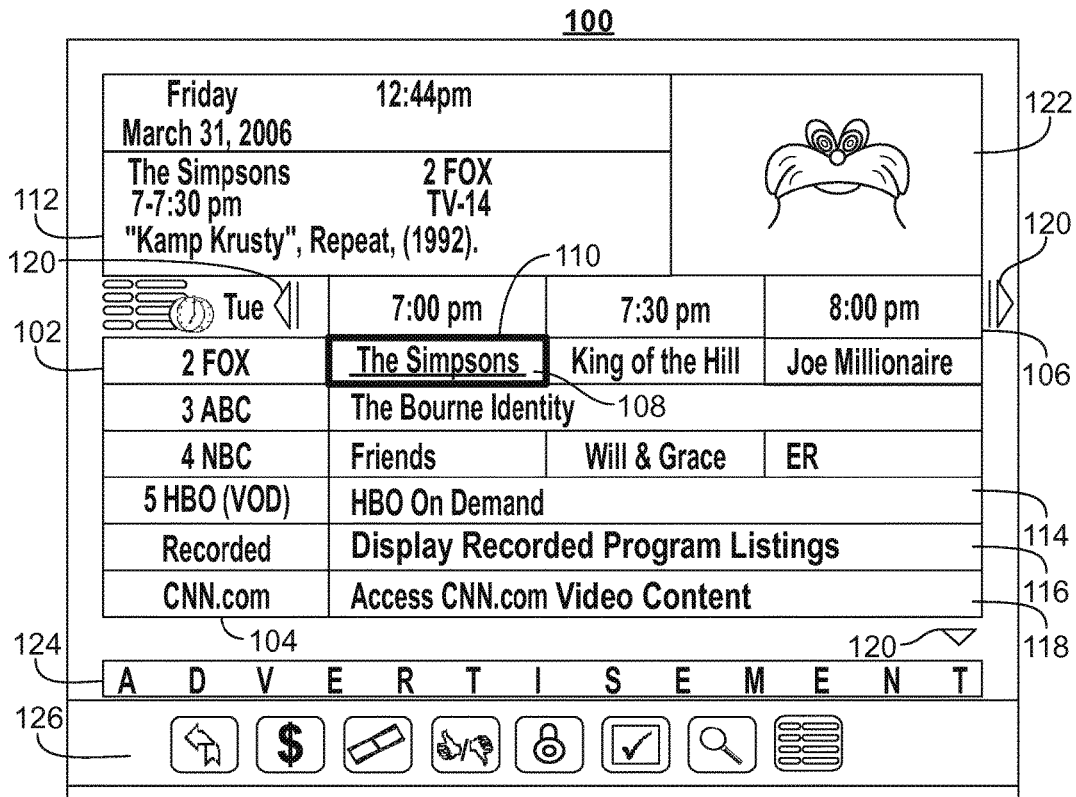 100
Friday 12:44pm
March 31, 2006
122
The Simpsons 2 FOX
7-7:30 pm TV-14
112
"Kamp Krusty", Repeat, (1992).
120
120
110
Tue 7:00 pm 7:30 pm 8:00 pm
102
2 FOX The Simpsons King of the Hill Joe Millionaire
106
3 ABC The Bourne Identity
108
4 NBC Friends Will & Grace ER
5 HBO (VOD) HBO On Demand
114
Recorded Display Recorded Program Listings
116
CNN.com Access CNN.com Video Content
118
104
120
124
A D V E R T I S E M E N T
126
$